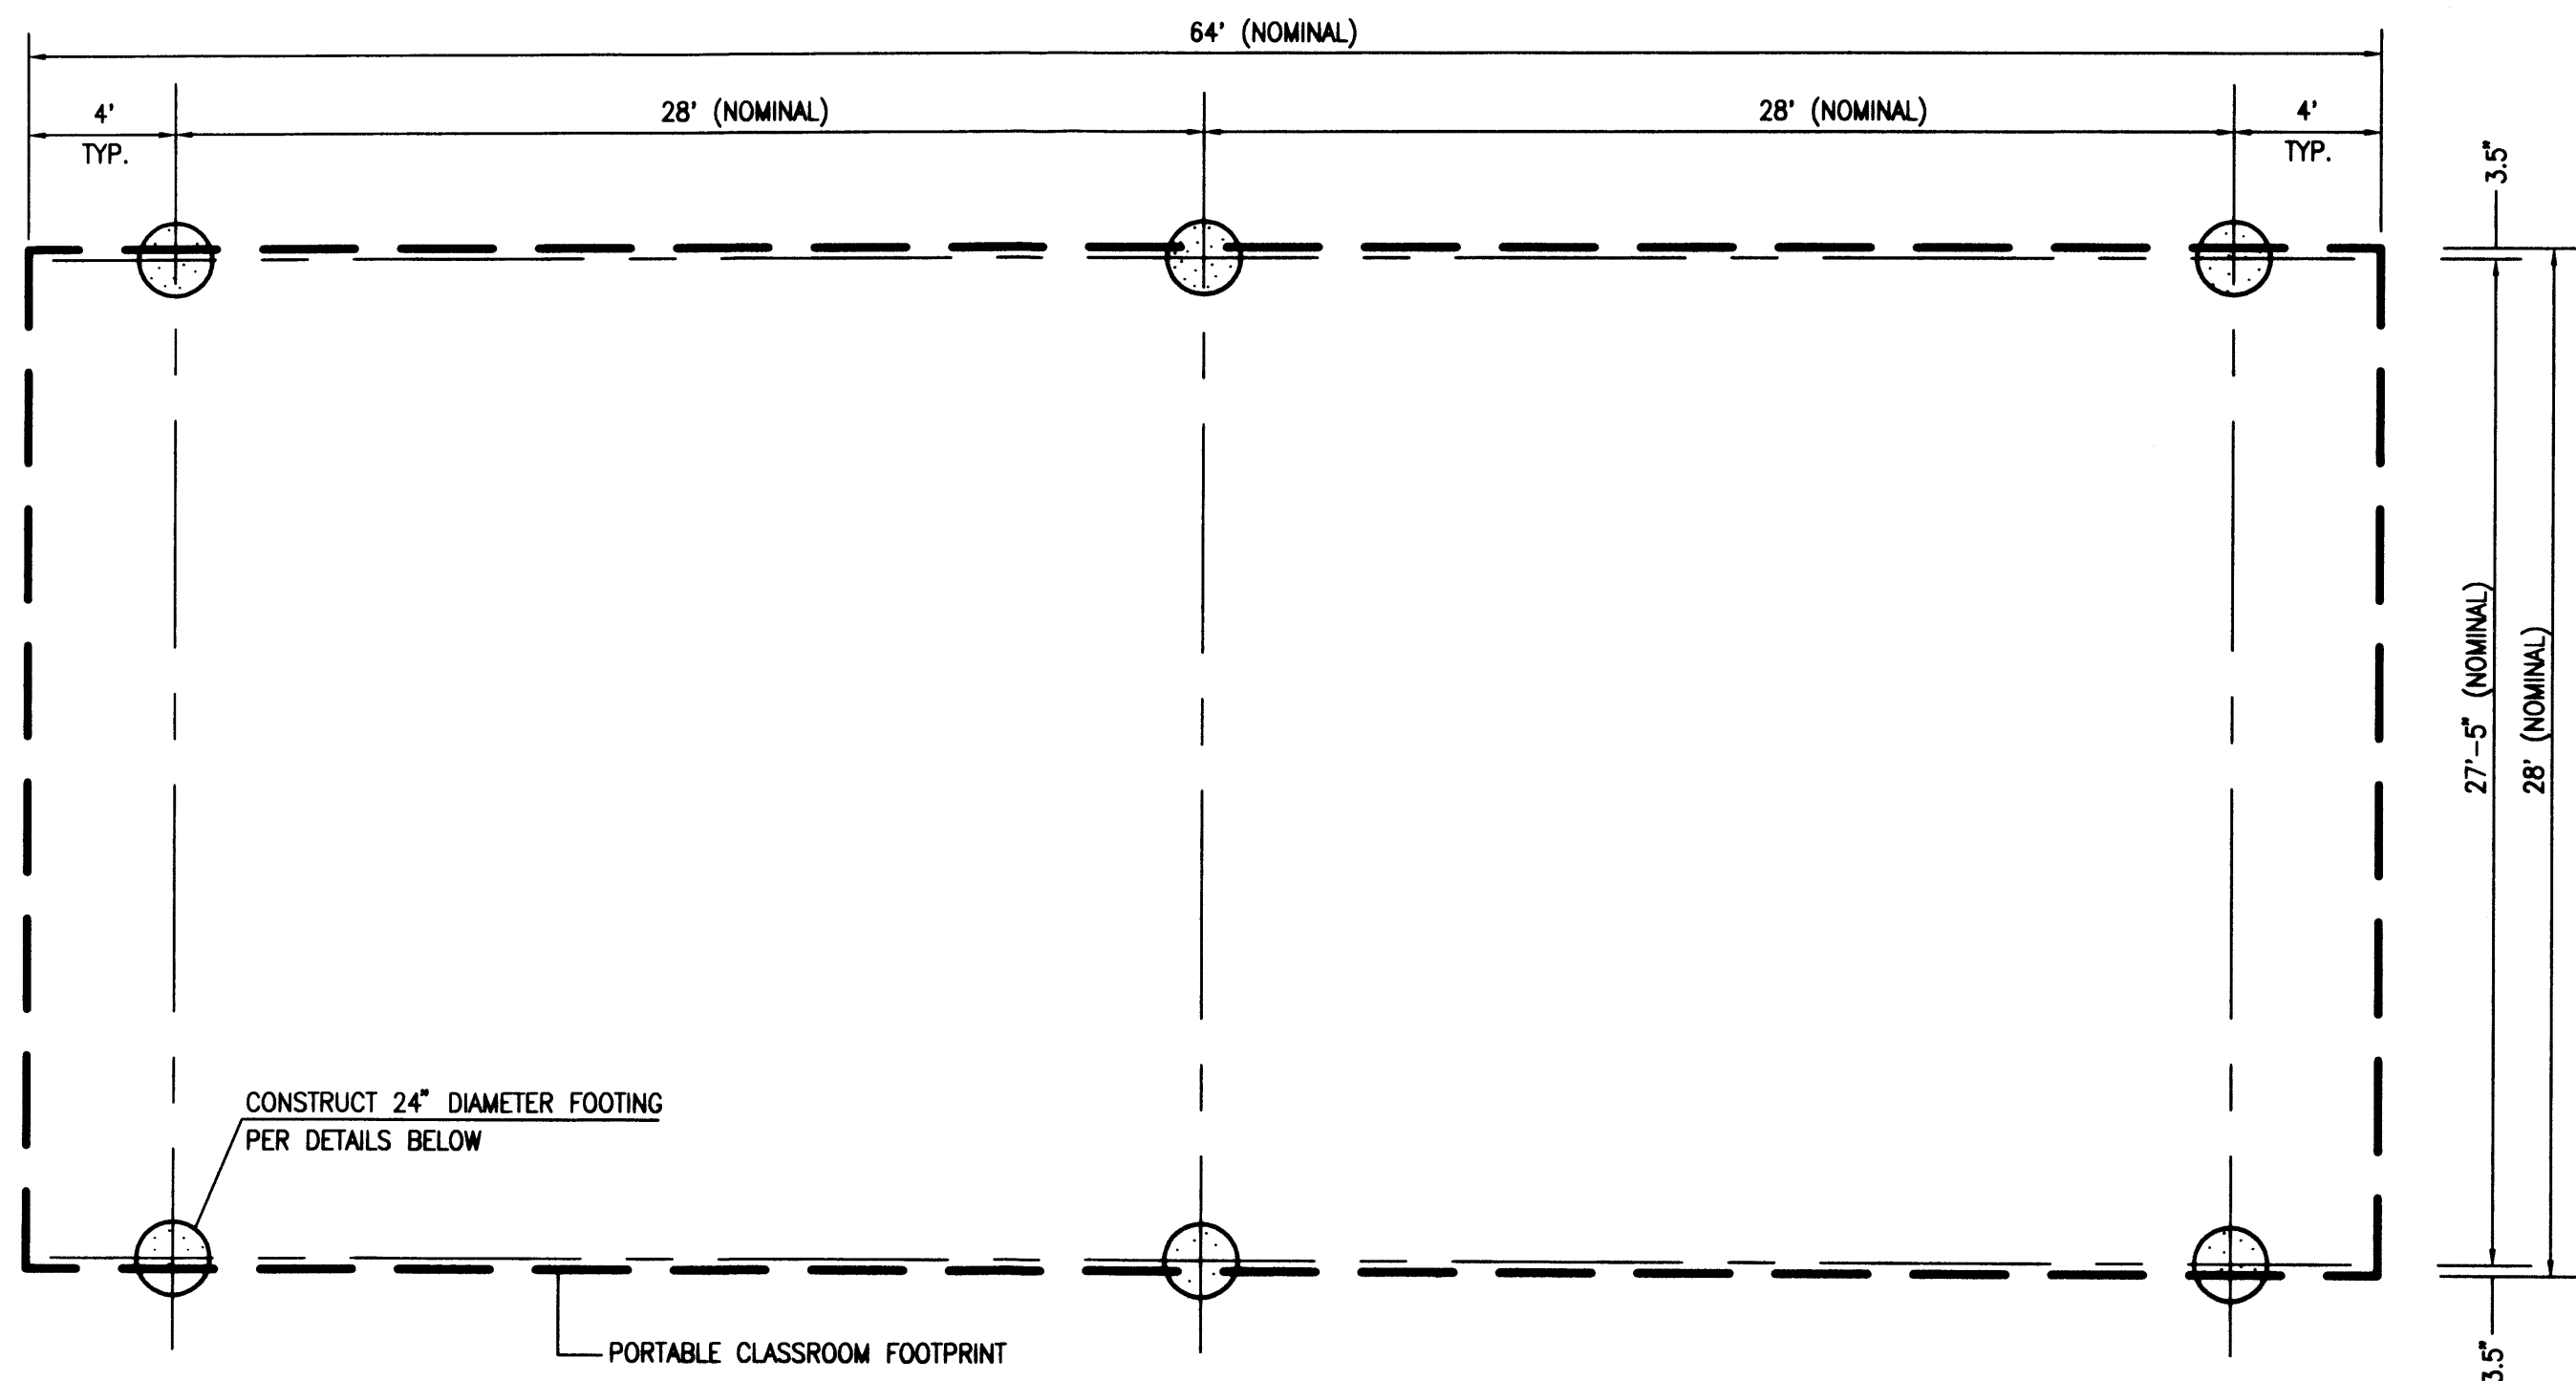 64' (NOMINAL)
4'
TYP.
28' (NOMINAL)
28' (NOMINAL)
4'
TYP.
3.5"
27'-5" (NOMINAL)
28' (NOMINAL)
CONSTRUCT 24" DIAMETER FOOTING
PER DETAILS BELOW
PORTABLE CLASSROOM FOOTPRINT
3.5"